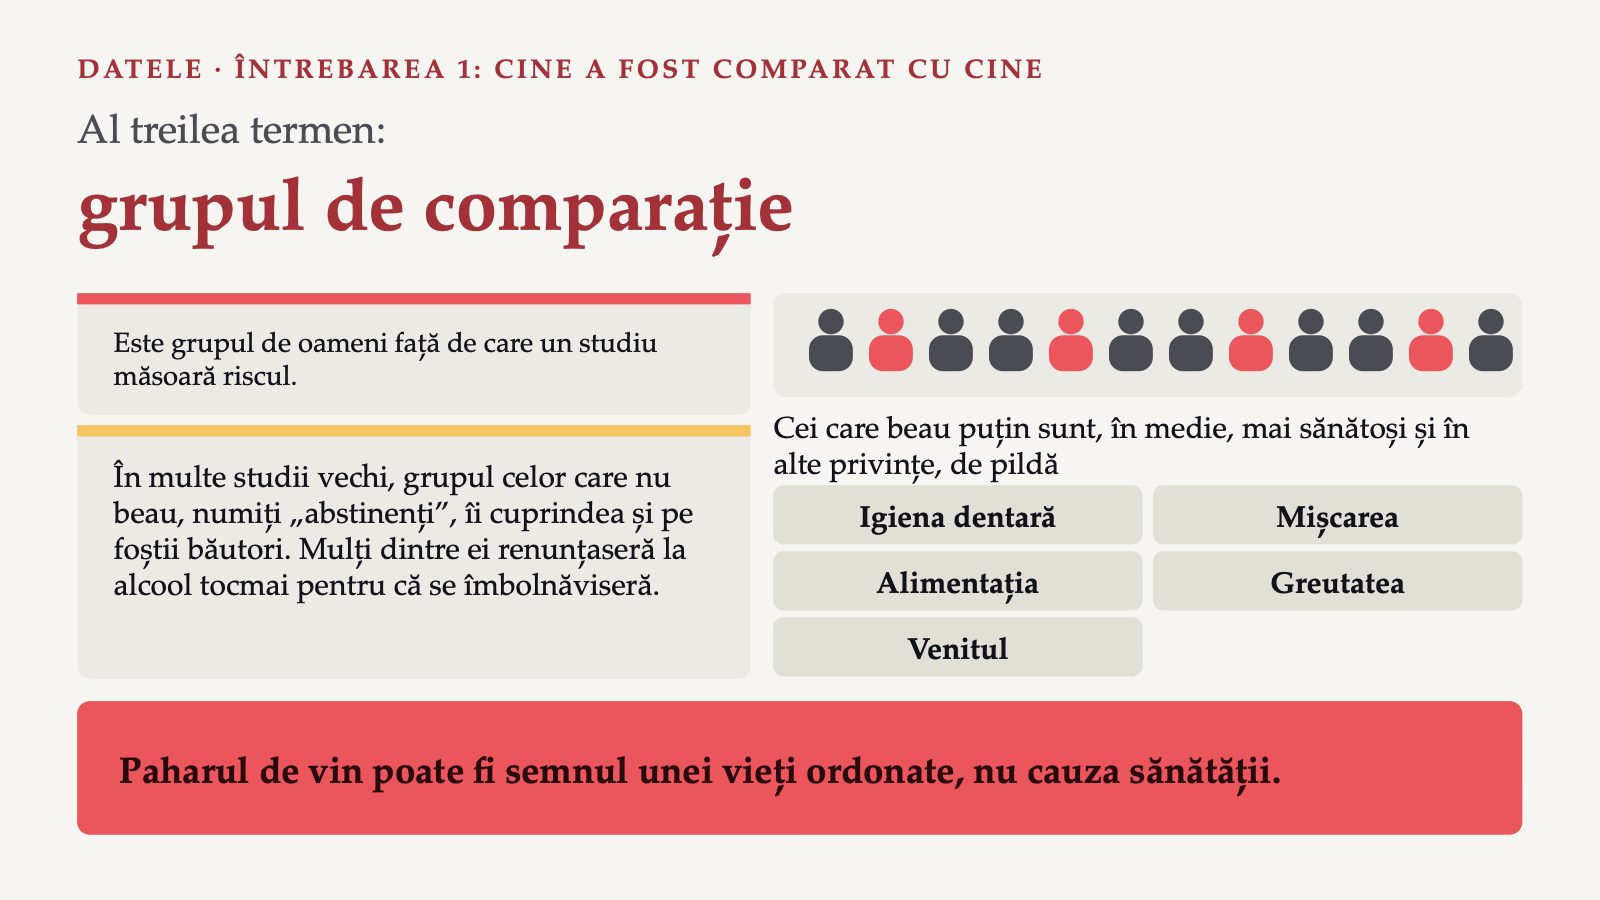 DATELE · ÎNTREBAREA 1: CINE A FOST COMPARAT CU CINE
Al treilea termen:
grupul de comparație
Este grupul de oameni față de care un studiu
măsoară riscul.
În multe studii vechi, grupul celor care nu
beau, numiți „abstinenți”, îi cuprindea și pe
foștii băutori. Mulți dintre ei renunțaseră la
alcool tocmai pentru că se îmbolnăviseră.
Cei care beau puțin sunt, în medie, mai sănătoși și în
alte privințe, de pildă
Igiena dentară
Mișcarea
Alimentația
Greutatea
Venitul
Paharul de vin poate fi semnul unei vieți ordonate, nu cauza sănătății.